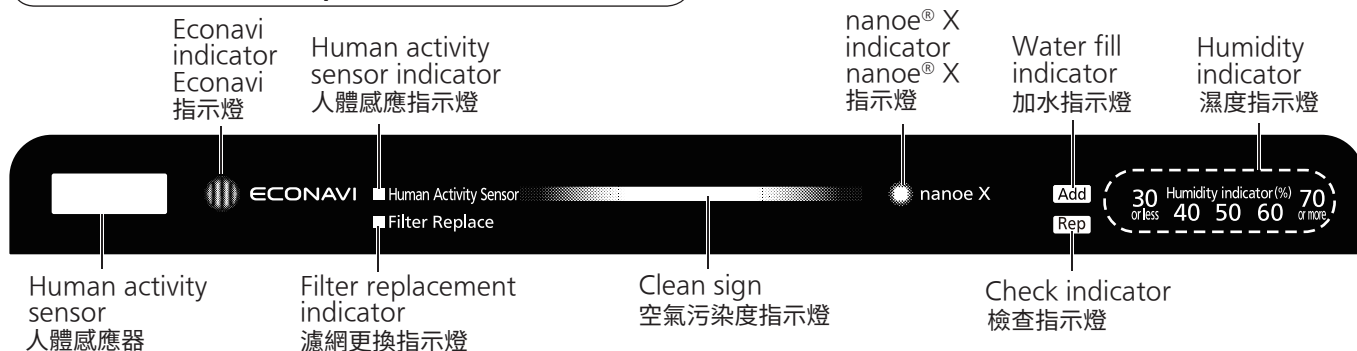 Econavi
indicator
Econavi
指示燈
Human activity
sensor indicator
人體感應指示燈
nanoe® X
indicator
nanoe® X
指示燈
Water fill
indicator
加水指示燈
Humidity
indicator
濕度指示燈
ECONAVI
Human Activity Sensor
Filter Replace
nanoe X
Add
Rep
Humidity indicator(%)
30 or less 40 50 60 70 or more
Human activity
sensor
人體感應器
Filter replacement
indicator
濾網更換指示燈
Clean sign
空氣污染度指示燈
Check indicator
檢查指示燈